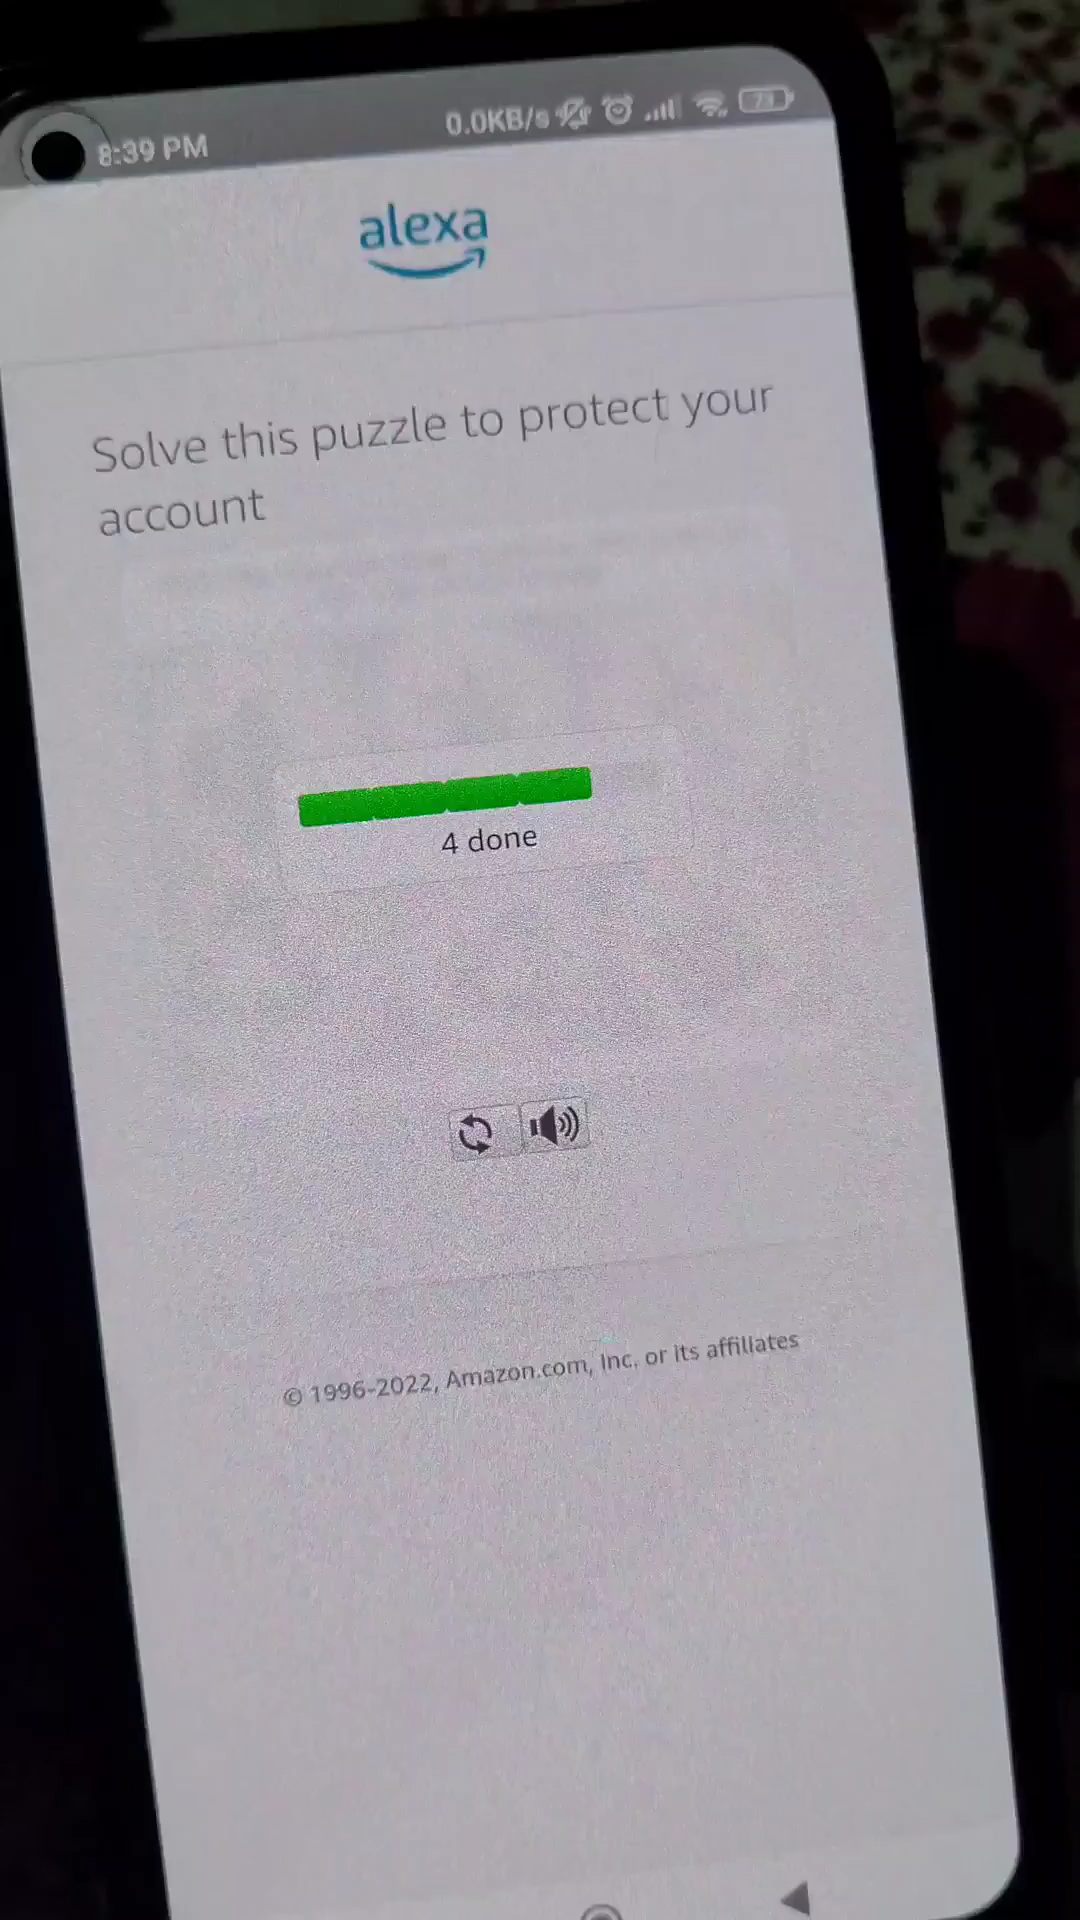 8:39 PM 0.0KB/s 73
alexa
Solve this puzzle to protect your
account
4 done
© 1996-2022, Amazon.com, Inc. or its affiliates